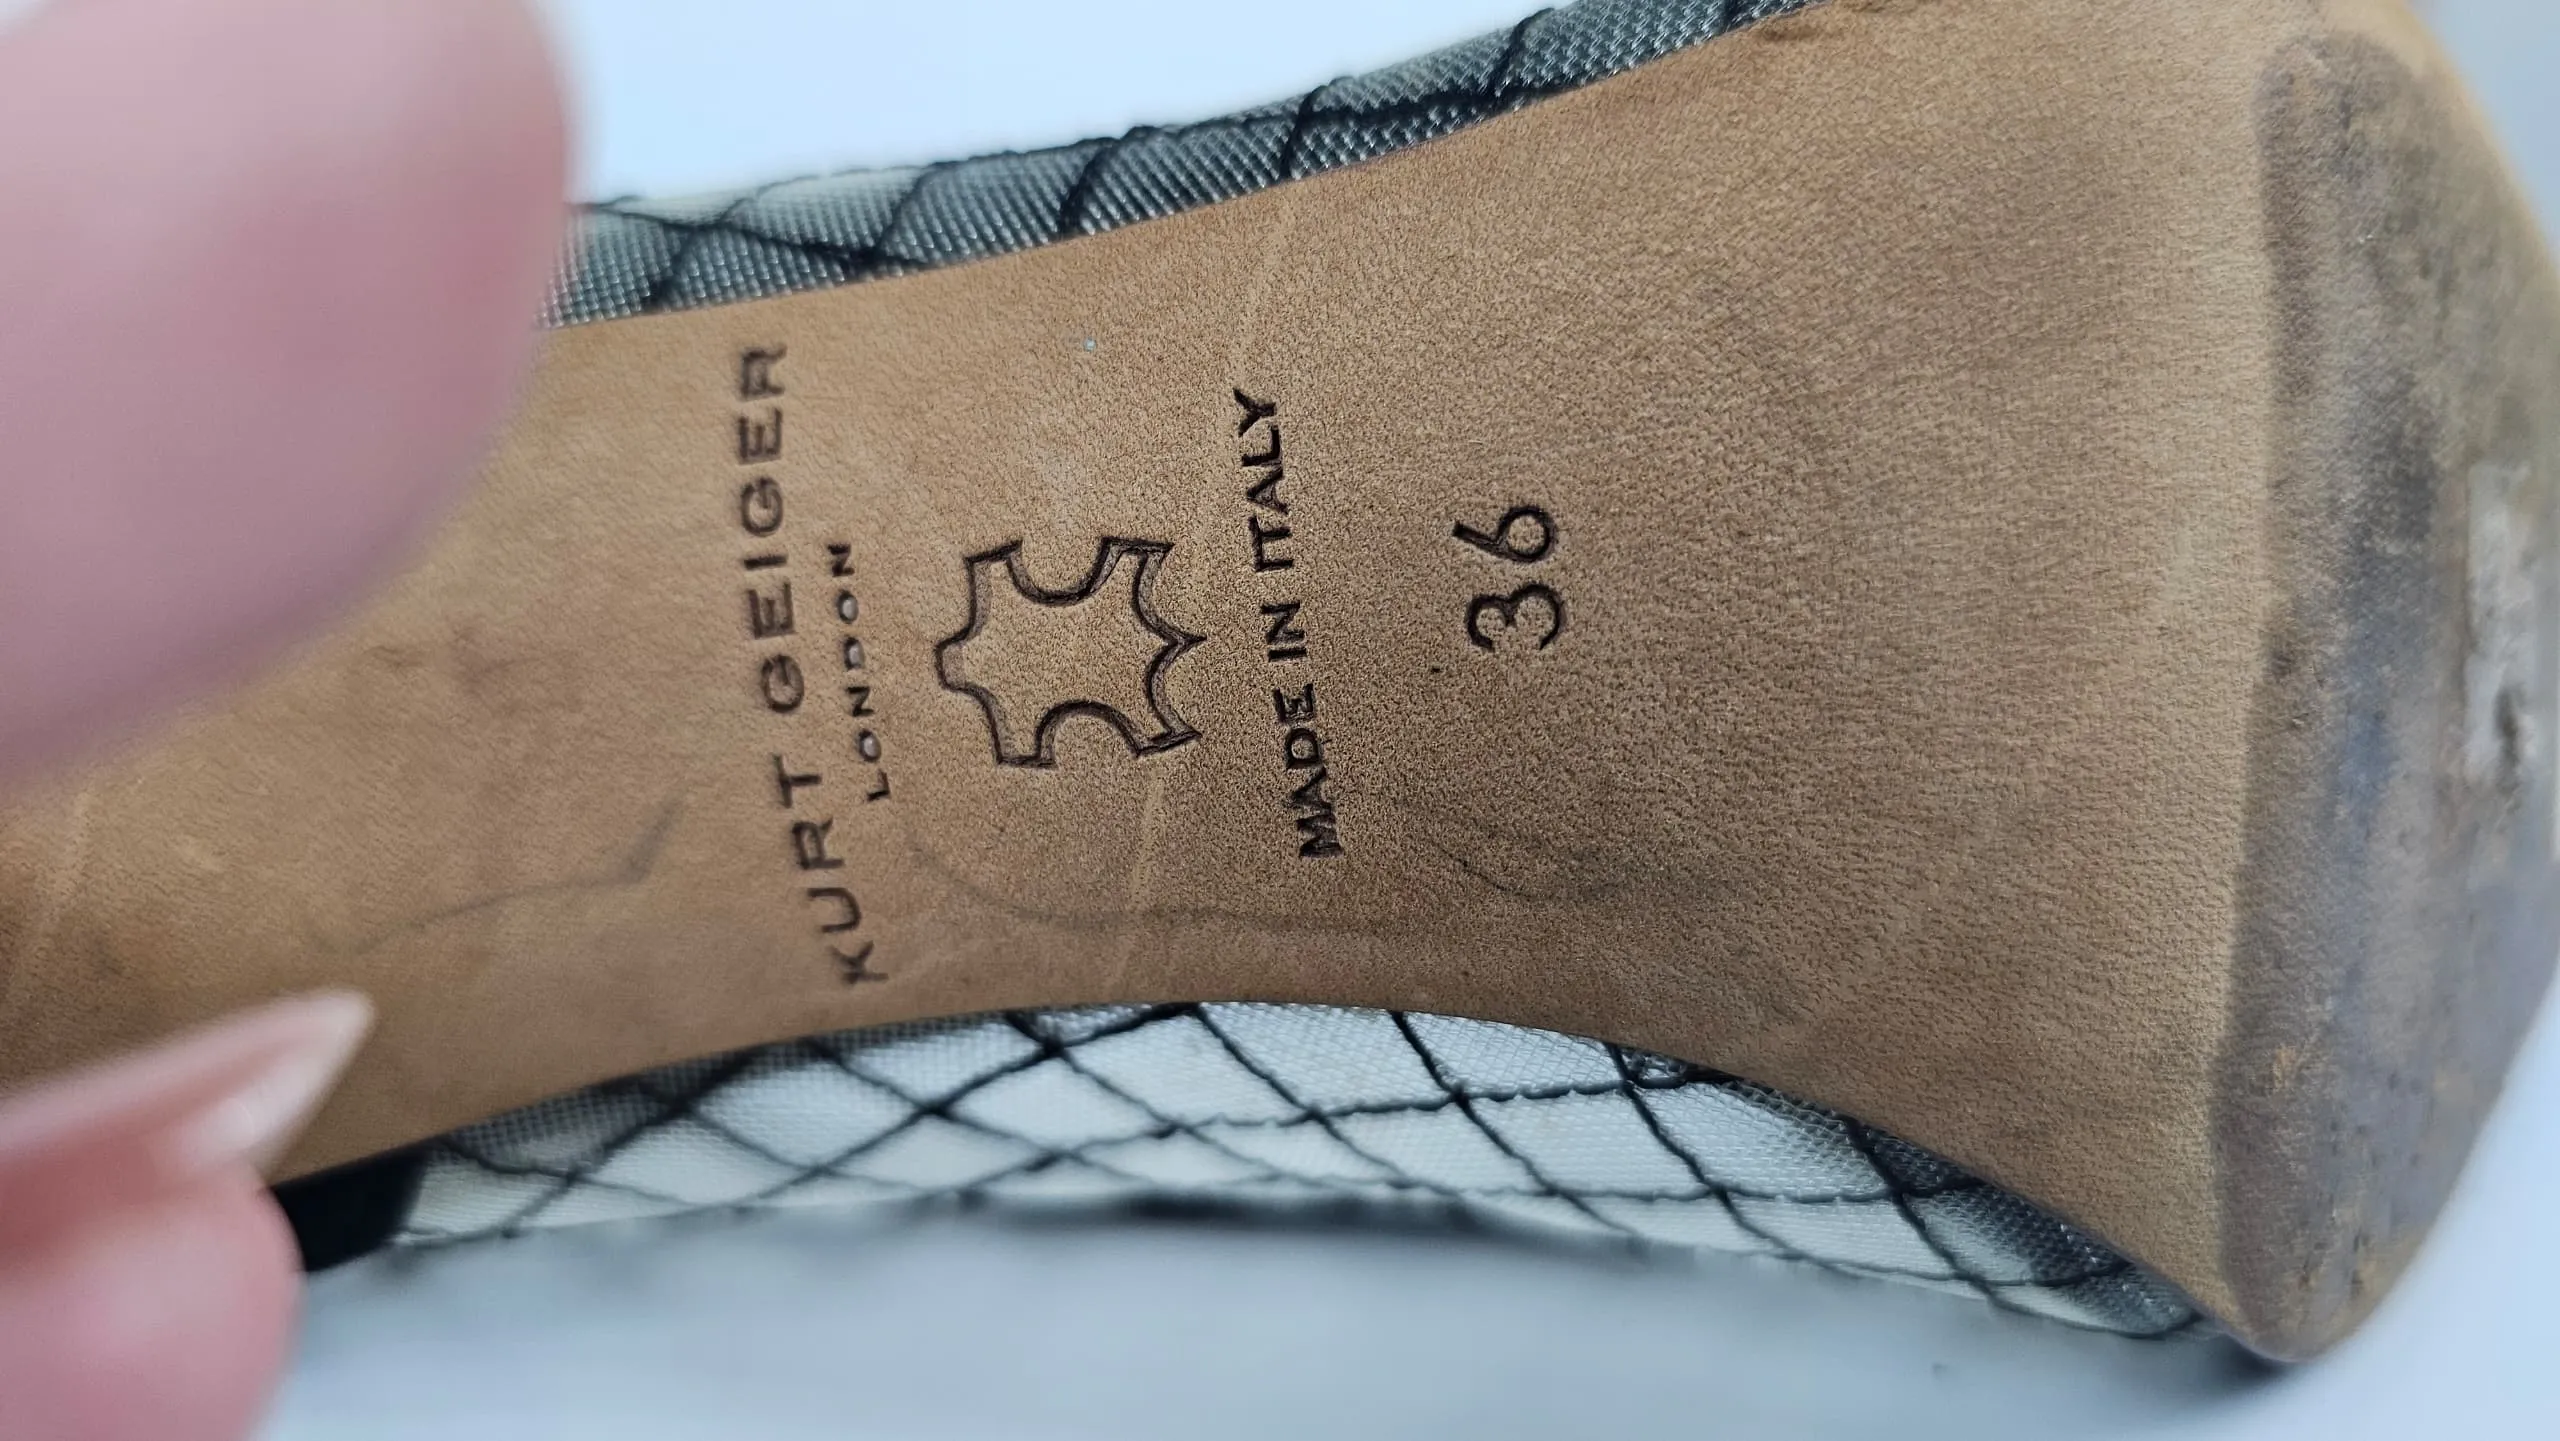 KURT GEIGER
LONDON
MADE IN ITALY
36